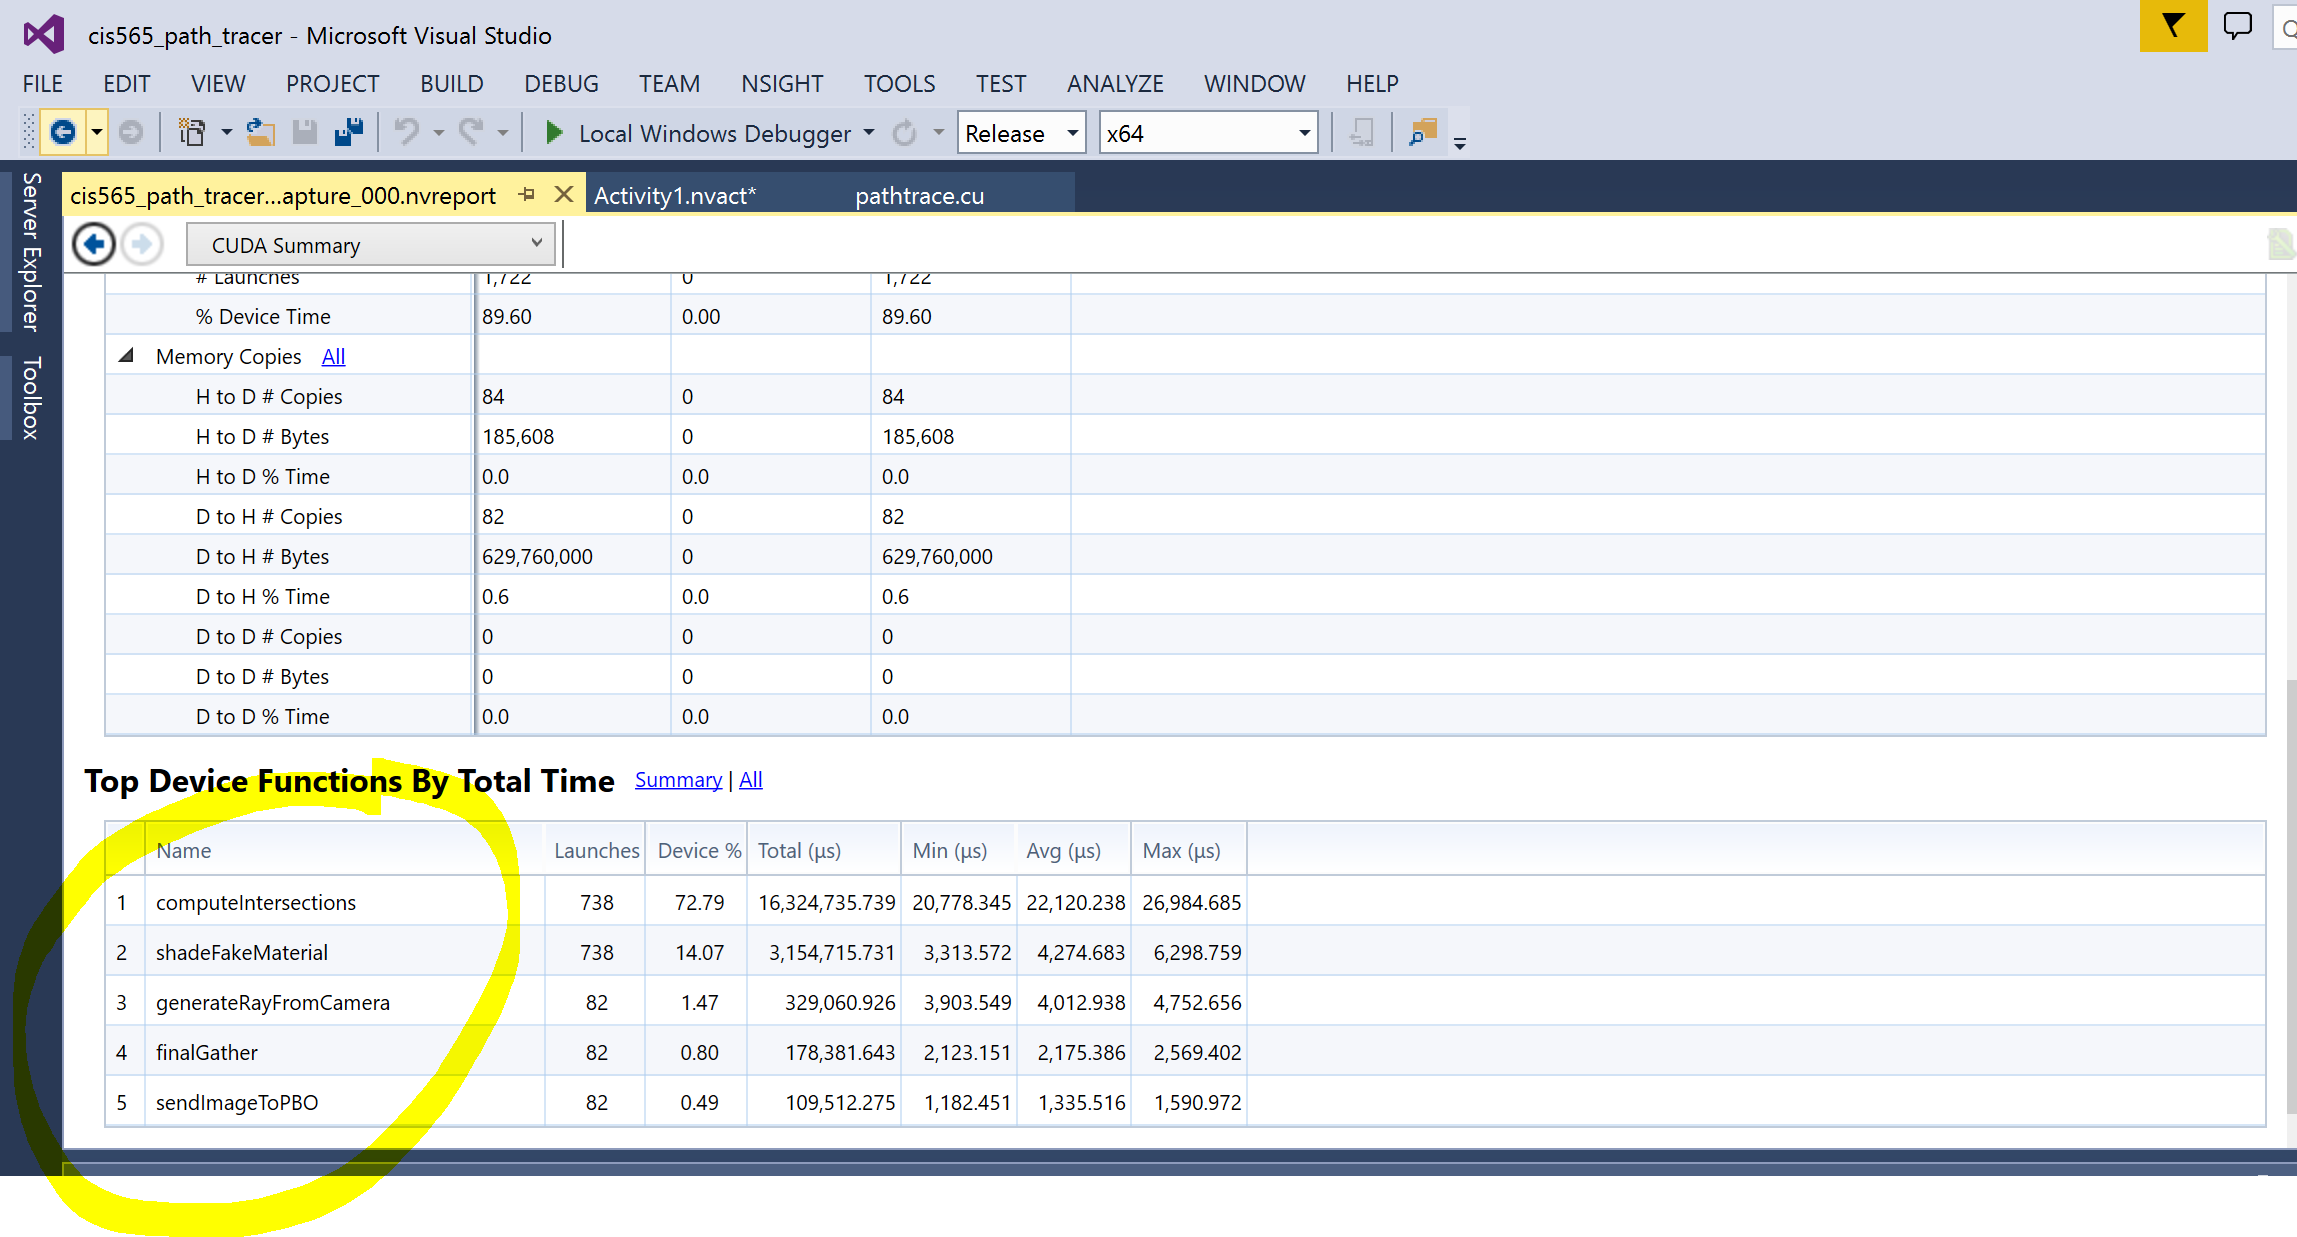 cis565_path_tracer - Microsoft Visual Studio
FILE EDIT VIEW PROJECT BUILD DEBUG TEAM NSIGHT TOOLS TEST ANALYZE WINDOW HELP
Local Windows Debugger Release x64
Server Explorer
Toolbox
cis565_path_tracer...apture_000.nvreport Activity1.nvact* pathtrace.cu
CUDA Summary
# Launches 1,722 0 1,722
% Device Time 89.60 0.00 89.60
Memory Copies All
H to D # Copies 84 0 84
H to D # Bytes 185,608 0 185,608
H to D % Time 0.0 0.0 0.0
D to H # Copies 82 0 82
D to H # Bytes 629,760,000 0 629,760,000
D to H % Time 0.6 0.0 0.6
D to D # Copies 0 0 0
D to D # Bytes 0 0 0
D to D % Time 0.0 0.0 0.0
Top Device Functions By Total Time Summary | All
Name Launches Device % Total (µs) Min (µs) Avg (µs) Max (µs)
1 computeIntersections 738 72.79 16,324,735.739 20,778.345 22,120.238 26,984.685
2 shadeFakeMaterial 738 14.07 3,154,715.731 3,313.572 4,274.683 6,298.759
3 generateRayFromCamera 82 1.47 329,060.926 3,903.549 4,012.938 4,752.656
4 finalGather 82 0.80 178,381.643 2,123.151 2,175.386 2,569.402
5 sendImageToPBO 82 0.49 109,512.275 1,182.451 1,335.516 1,590.972